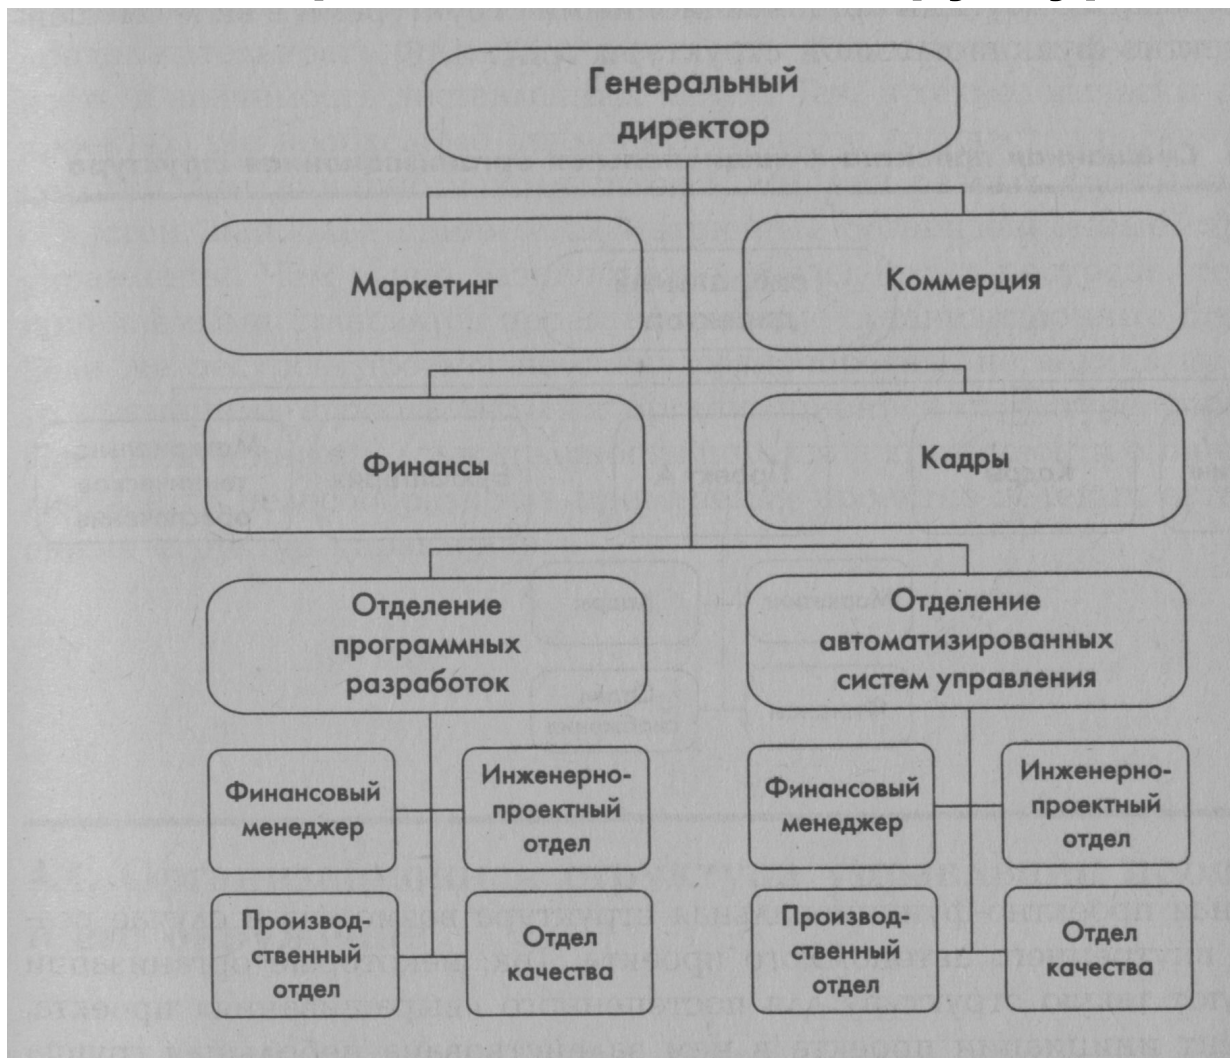 Генеральный
директор
Маркетинг
Коммерция
Финансы
Кадры
Отделение
программных
разработок
Отделение
автоматизированных
систем управления
Финансовый
менеджер
Инженерно-
проектный
отдел
Финансовый
менеджер
Инженерно-
проектный
отдел
Производ-
ственный
отдел
Отдел
качества
Производ-
ственный
отдел
Отдел
качества